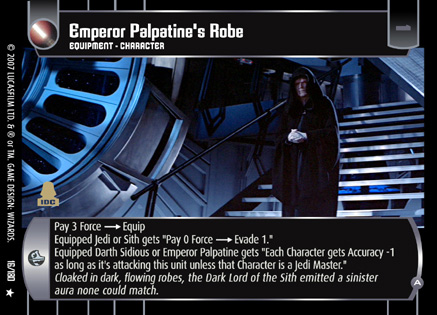 Emperor Palpatine's Robe
EQUIPMENT - CHARACTER
© 2007 LUCASFILM LTD. & ® or TM. GAME DESIGN: WIZARDS.
IDC
Pay 3 Force → Equip
Equipped Jedi or Sith gets "Pay 0 Force → Evade 1."
Equipped Darth Sidious or Emperor Palpatine gets "Each Character gets Accuracy -1
as long as it's attacking this unit unless that Character is a Jedi Master."
Cloaked in dark, flowing robes, the Dark Lord of the Sith emitted a sinister
aura none could match.
A